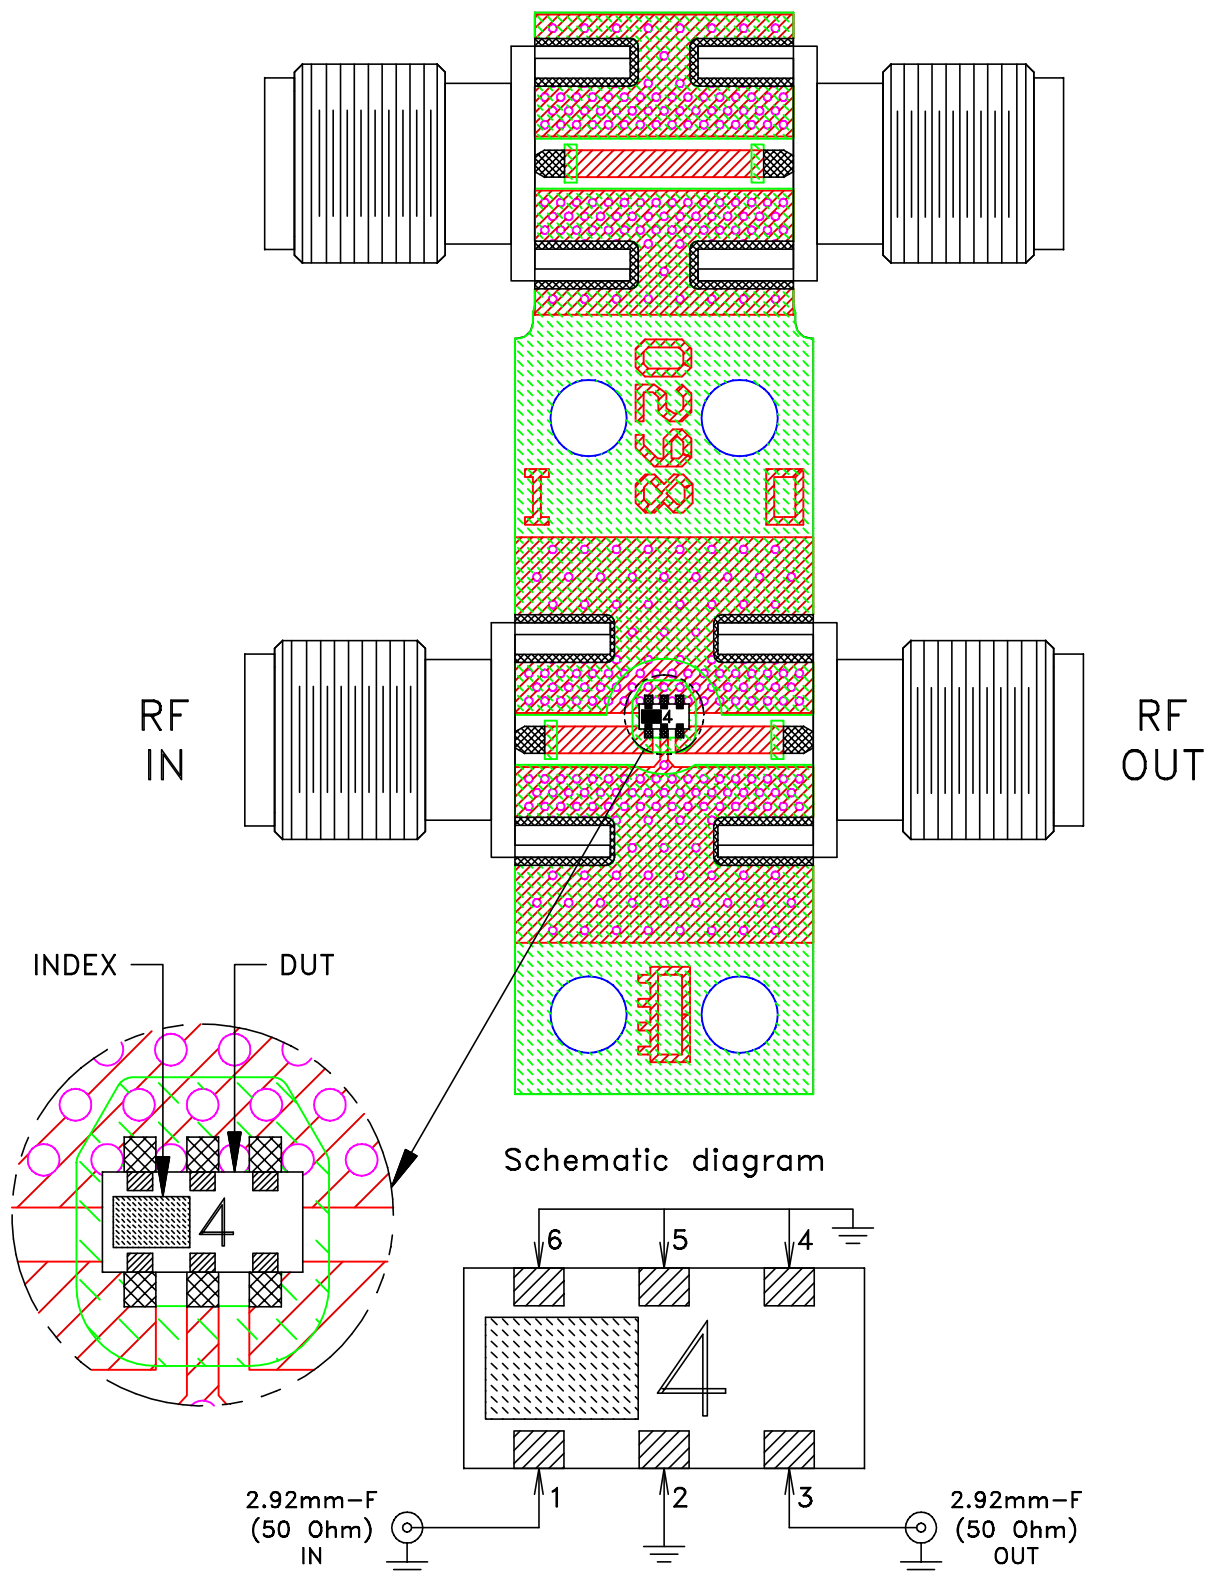 I O
RF
IN
RF
OUT
4
INDEX
DUT
4
Schematic diagram
6 5 4
4
1 2 3
2.92mm-F
(50 Ohm)
IN
2.92mm-F
(50 Ohm)
OUT